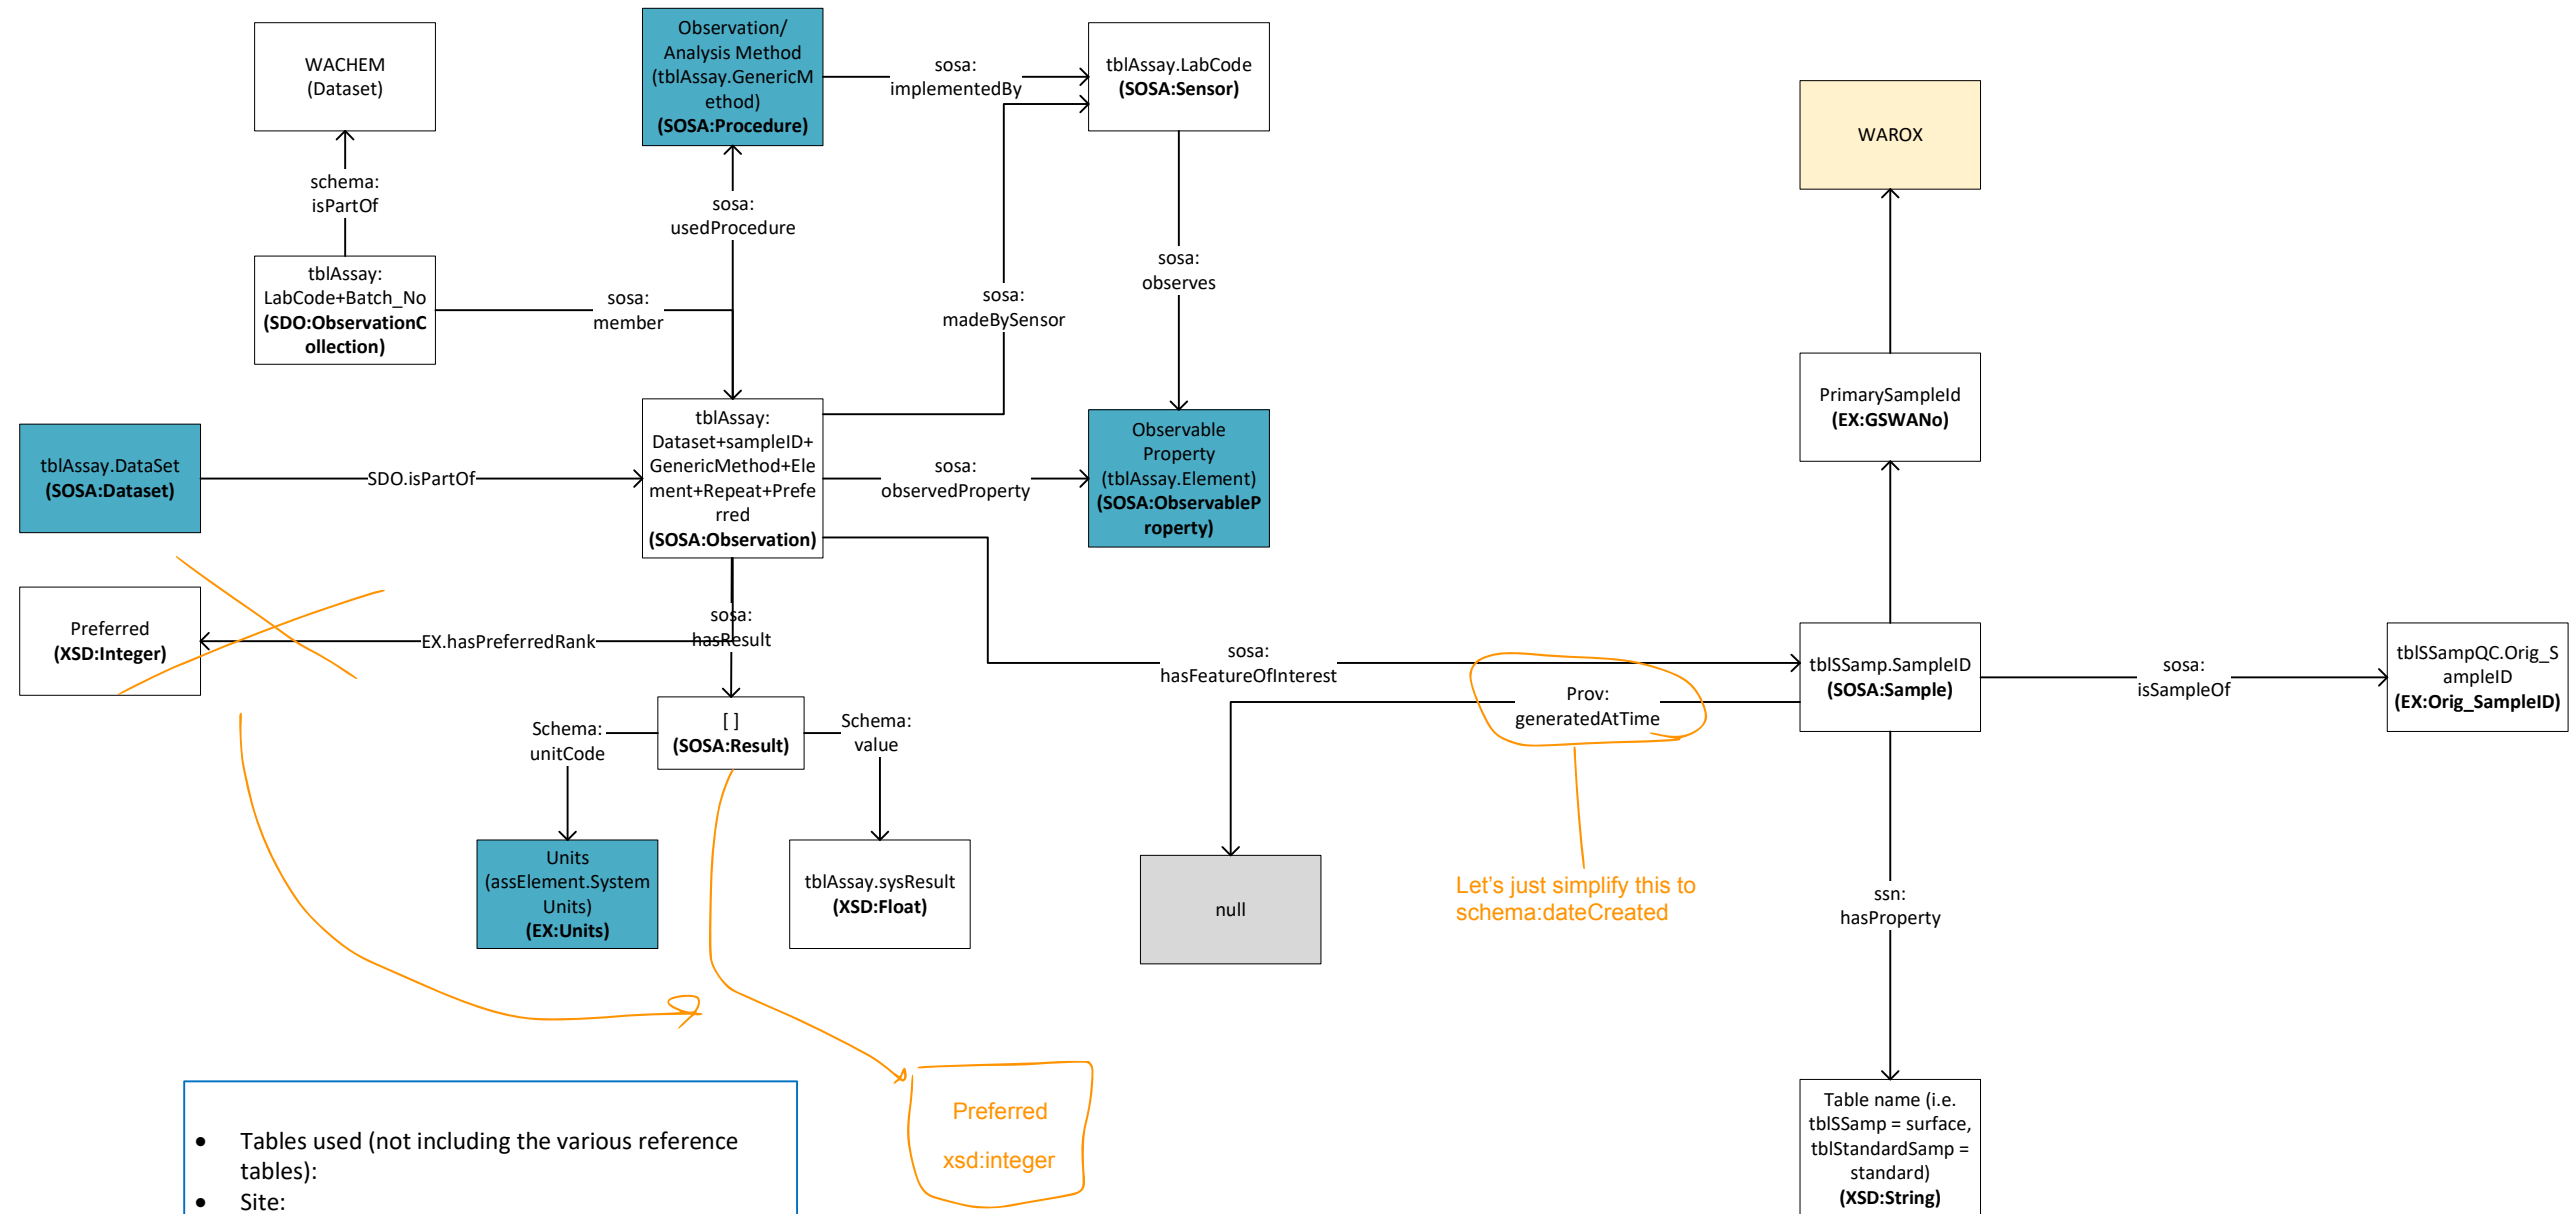 WACHEM
(Dataset)
Observation/
Analysis Method
(tblAssay.GenericM
ethod)
(SOSA:Procedure)
sosa:
implementedBy
tblAssay.LabCode
(SOSA:Sensor)
WAROX
schema:
isPartOf
sosa:
usedProcedure
sosa:
observes
tblAssay:
LabCode+Batch_No
(SDO:ObservationC
ollection)
sosa:
member
sosa:
madeBySensor
PrimarySampleId
(EX:GSWANo)
tblAssay.DataSet
(SOSA:Dataset)
SDO.isPartOf
tblAssay:
Dataset+sampleID+
GenericMethod+Ele
ment+Repeat+Prefe
rred
(SOSA:Observation)
sosa:
observedProperty
Observable
Property
(tblAssay.Element)
(SOSA:ObservableP
roperty)
Preferred
(XSD:Integer)
EX.hasPreferredRank
sosa:
hasResult
sosa:
hasFeatureOfInterest
tblSSamp.SampleID
(SOSA:Sample)
sosa:
isSampleOf
tblSSampQC.Orig_S
ampleID
(EX:Orig_SampleID)
Prov:
generatedAtTime
Schema:
unitCode
[ ]
(SOSA:Result)
Schema:
value
Units
(assElement.System
Units)
(EX:Units)
tblAssay.sysResult
(XSD:Float)
null
Let's just simplify this to
schema:dateCreated
ssn:
hasProperty
Preferred
xsd:integer
Table name (i.e.
tblSSamp = surface,
tblStandardSamp =
standard)
(XSD:String)
• Tables used (not including the various reference
tables):
• Site: